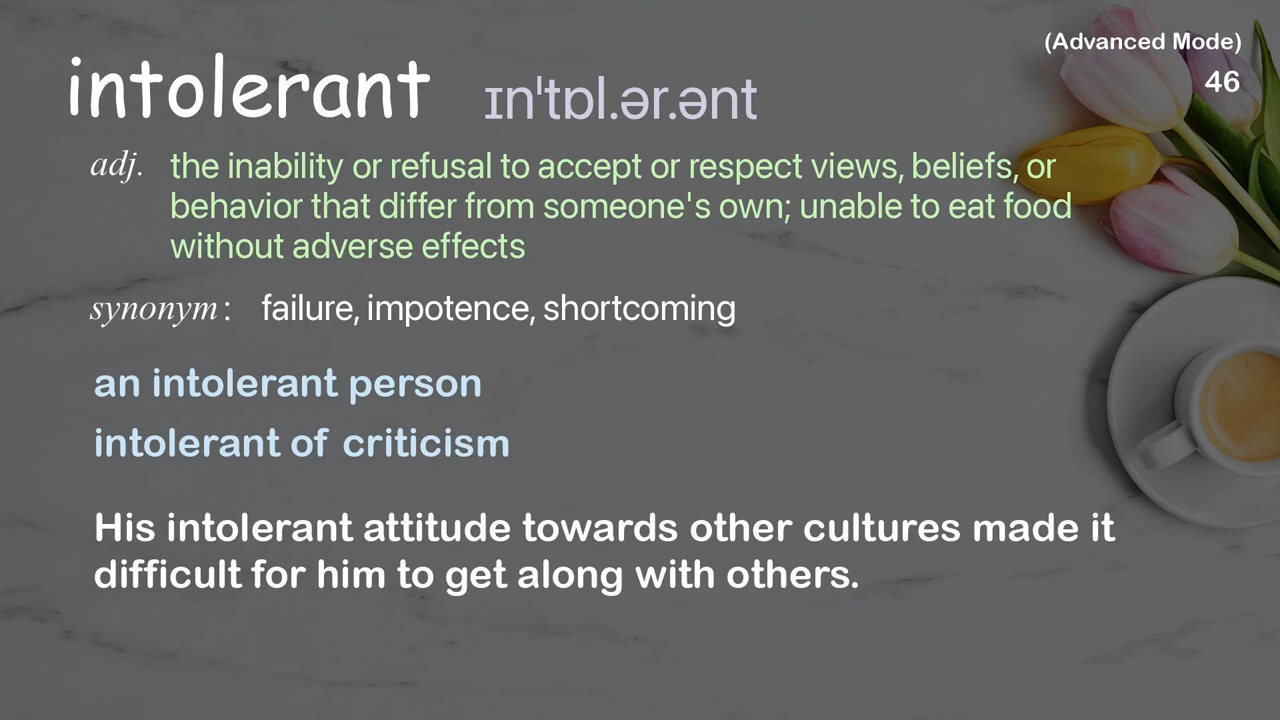 (Advanced Mode)
46
intolerant ɪnˈtɒl.ər.ənt
adj. the inability or refusal to accept or respect views, beliefs, or
behavior that differ from someone's own; unable to eat food
without adverse effects
synonym: failure, impotence, shortcoming
an intolerant person
intolerant of criticism
His intolerant attitude towards other cultures made it
difficult for him to get along with others.